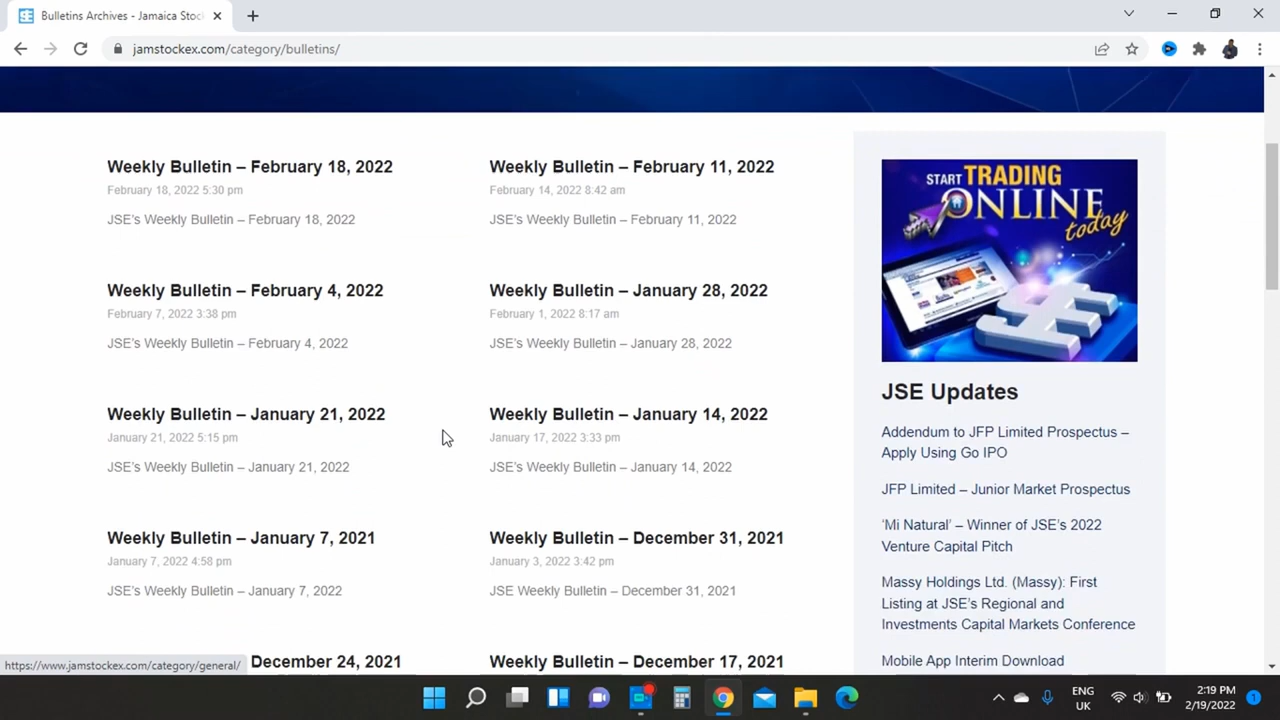 Bulletins Archives - Jamaica Stoc
jamstockex.com/category/bulletins/
Weekly Bulletin – February 18, 2022
February 18, 2022 5:30 pm
JSE's Weekly Bulletin – February 18, 2022
Weekly Bulletin – February 11, 2022
February 14, 2022 8:42 am
JSE's Weekly Bulletin – February 11, 2022
Weekly Bulletin – February 4, 2022
February 7, 2022 3:38 pm
JSE's Weekly Bulletin – February 4, 2022
Weekly Bulletin – January 28, 2022
February 1, 2022 8:17 am
JSE's Weekly Bulletin – January 28, 2022
Weekly Bulletin – January 21, 2022
January 21, 2022 5:15 pm
JSE's Weekly Bulletin – January 21, 2022
Weekly Bulletin – January 14, 2022
January 17, 2022 3:33 pm
JSE's Weekly Bulletin – January 14, 2022
Weekly Bulletin – January 7, 2021
January 7, 2022 4:58 pm
JSE's Weekly Bulletin – January 7, 2022
Weekly Bulletin – December 31, 2021
January 3, 2022 3:42 pm
JSE Weekly Bulletin – December 31, 2021
December 24, 2021
Weekly Bulletin – December 17, 2021
START TRADING
ONLINE
today
JSE
JSE Updates
Addendum to JFP Limited Prospectus –
Apply Using Go IPO
JFP Limited – Junior Market Prospectus
'Mi Natural' – Winner of JSE's 2022
Venture Capital Pitch
Massy Holdings Ltd. (Massy): First
Listing at JSE's Regional and
Investments Capital Markets Conference
Mobile App Interim Download
https://www.jamstockex.com/category/general/
ENG
UK
2:19 PM
2/19/2022
1